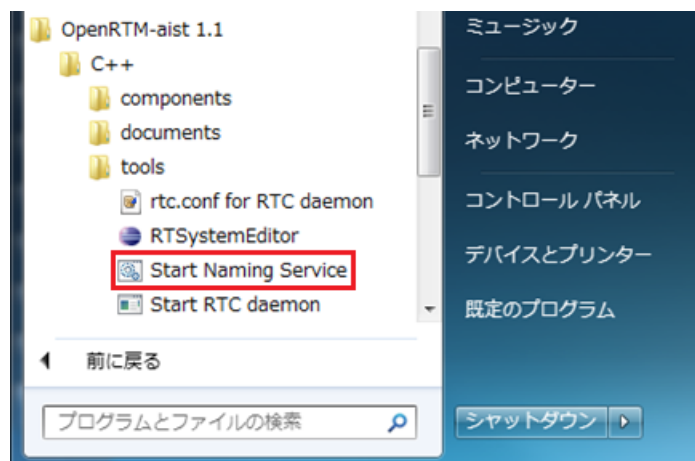 OpenRTM-aist 1.1
C++
components
documents
tools
rtc.conf for RTC daemon
RTSystemEditor
Start Naming Service
Start RTC daemon
前に戻る
プログラムとファイルの検索
ミュージック
コンピューター
ネットワーク
コントロール パネル
デバイスとプリンター
既定のプログラム
シャットダウン